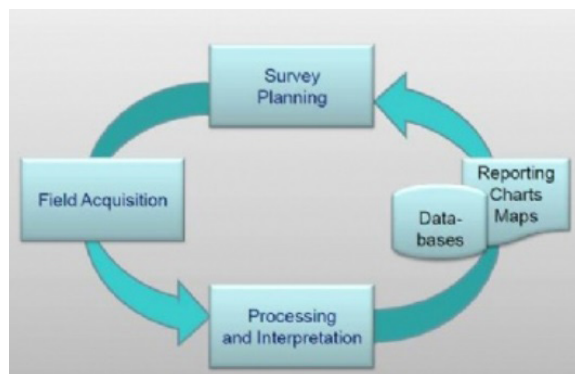 Survey
Planning
Field Acquisition
Reporting
Charts
Maps
Data-
bases
Processing
and Interpretation